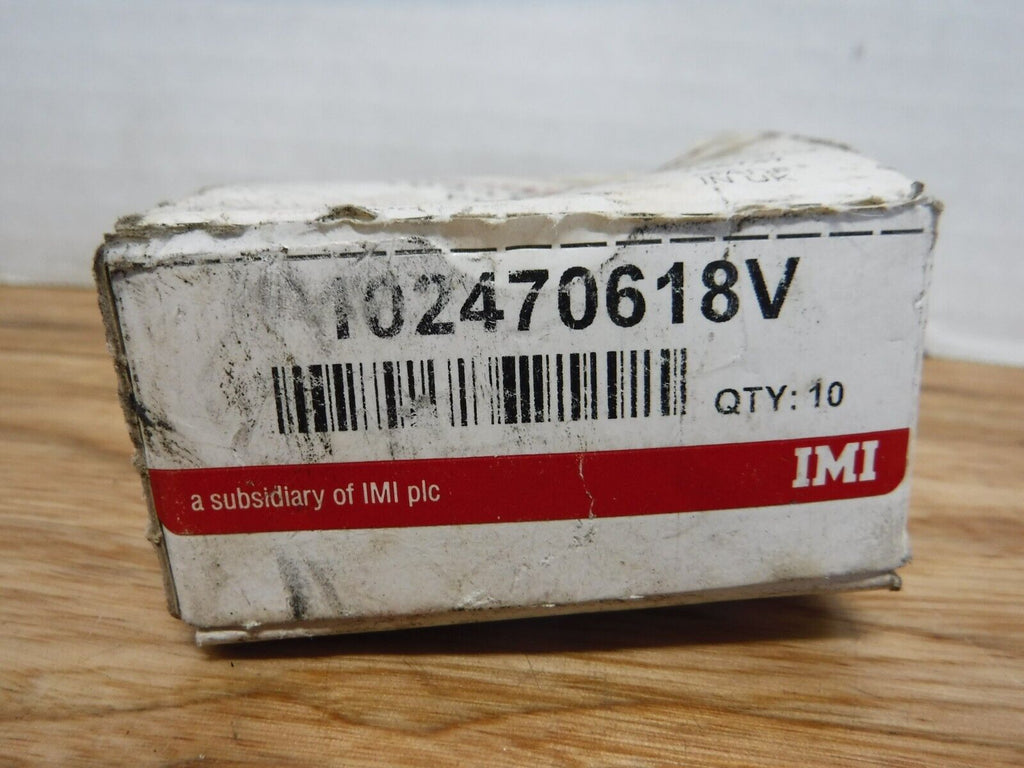 102470618V
QTY: 10
IMI
a subsidiary of IMI plc